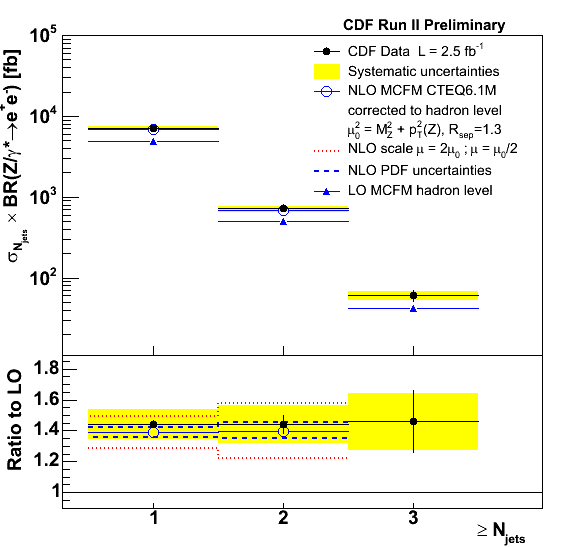 CDF Run II Preliminary
CDF Data L = 2.5 fb⁻¹
Systematic uncertainties
NLO MCFM CTEQ6.1M
corrected to hadron level
μ₀² = M_Z² + p_T²(Z), R_sep=1.3
NLO scale μ = 2μ₀ ; μ = μ₀/2
NLO PDF uncertainties
LO MCFM hadron level
σ_N_jets × BR(Z/γ*→e⁺e⁻) [fb]
10⁵
10⁴
10³
10²
Ratio to LO
1.8
1.6
1.4
1.2
1
1 2 3
≥ N_jets